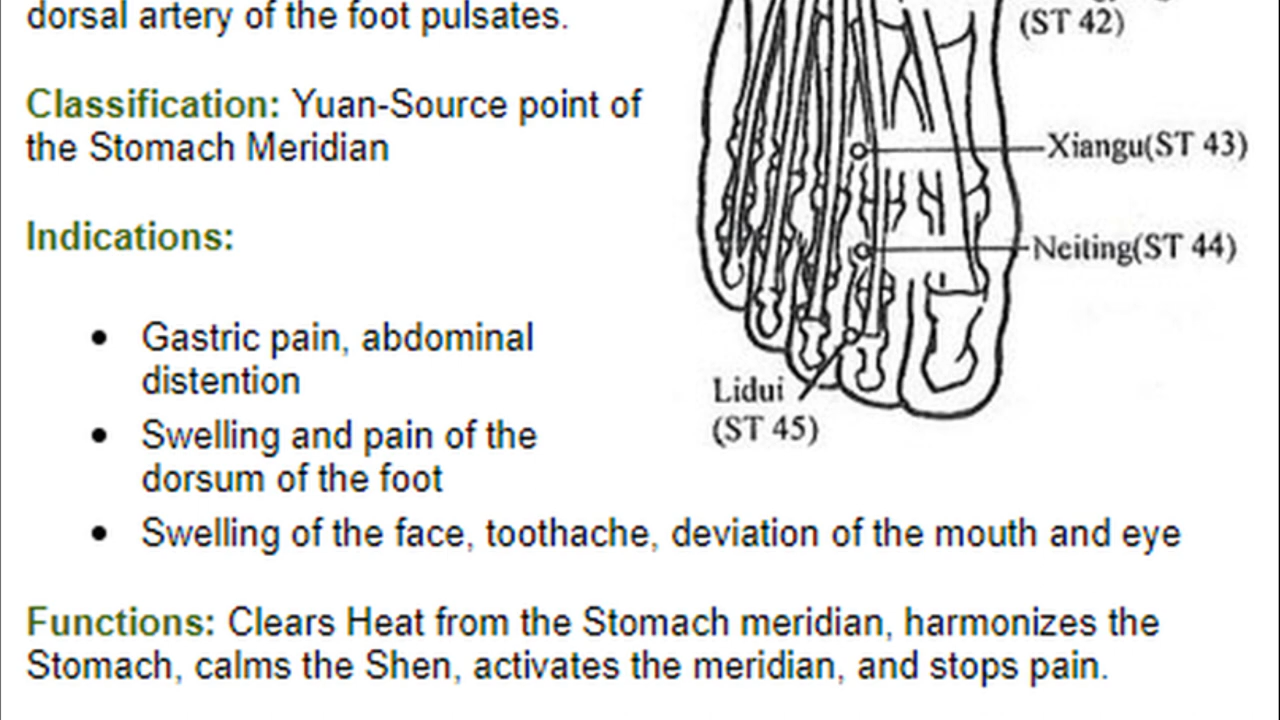 dorsal artery of the foot pulsates.
(ST 42)
Classification: Yuan-Source point of
the Stomach Meridian
Xiangu(ST 43)
Indications:
Neiting(ST 44)
• Gastric pain, abdominal
distention
Lidui
(ST 45)
• Swelling and pain of the
dorsum of the foot
• Swelling of the face, toothache, deviation of the mouth and eye
Functions: Clears Heat from the Stomach meridian, harmonizes the
Stomach, calms the Shen, activates the meridian, and stops pain.